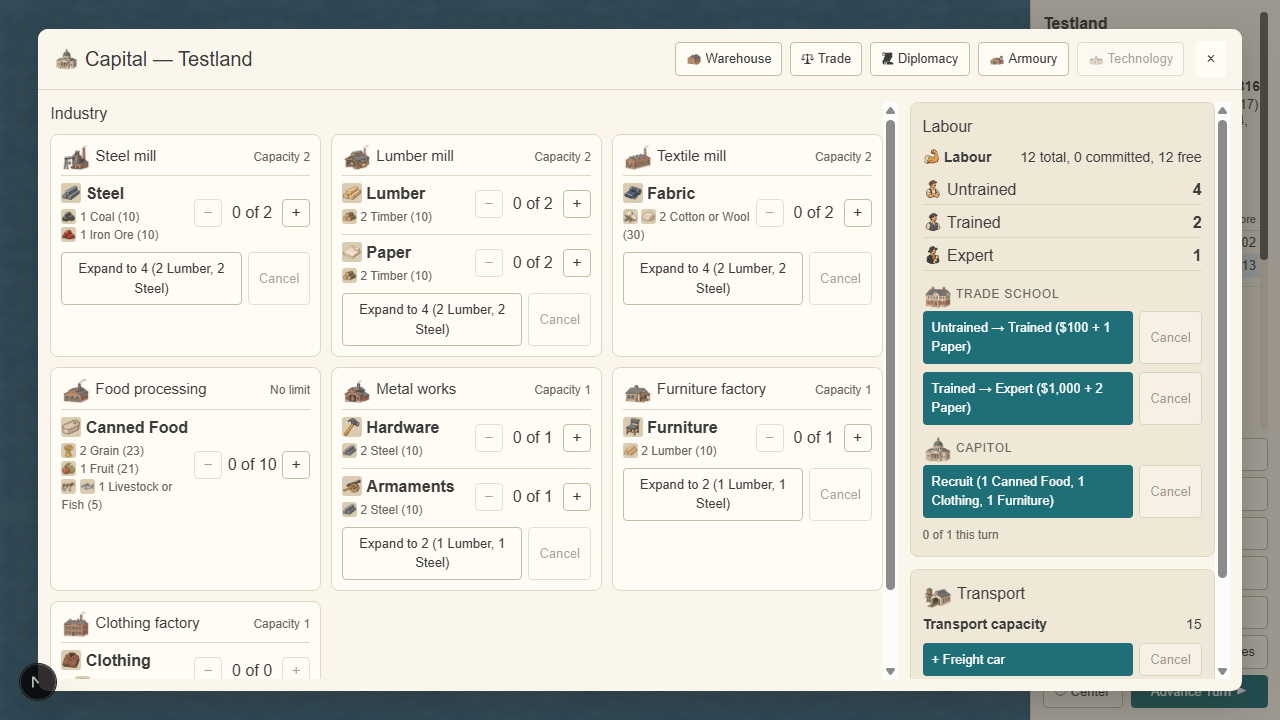 Testland
Capital — Testland
Warehouse
Trade
Diplomacy
Armoury
Technology
×
Industry
Steel mill
Capacity 2
Steel
1 Coal (10)
1 Iron Ore (10)
−
0 of 2
+
Expand to 4 (2 Lumber, 2
Steel)
Cancel
Lumber mill
Capacity 2
Lumber
2 Timber (10)
−
0 of 2
+
Paper
2 Timber (10)
−
0 of 2
+
Expand to 4 (2 Lumber, 2
Steel)
Cancel
Textile mill
Capacity 2
Fabric
2 Cotton or Wool
(30)
−
0 of 2
+
Expand to 4 (2 Lumber, 2
Steel)
Cancel
Food processing
No limit
Canned Food
2 Grain (23)
1 Fruit (21)
1 Livestock or
Fish (5)
−
0 of 10
+
Metal works
Capacity 1
Hardware
2 Steel (10)
−
0 of 1
+
Armaments
2 Steel (10)
−
0 of 1
+
Expand to 2 (1 Lumber, 1
Steel)
Cancel
Furniture factory
Capacity 1
Furniture
2 Lumber (10)
−
0 of 1
+
Expand to 2 (1 Lumber, 1
Steel)
Cancel
Clothing factory
Capacity 1
Clothing
−
0 of 0
+
Labour
Labour
12 total, 0 committed, 12 free
Untrained
4
Trained
2
Expert
1
TRADE SCHOOL
Untrained → Trained ($100 + 1
Paper)
Cancel
Trained → Expert ($1,000 + 2
Paper)
Cancel
CAPITOL
Recruit (1 Canned Food, 1
Clothing, 1 Furniture)
Cancel
0 of 1 this turn
Transport
Transport capacity
15
+ Freight car
Cancel
Center
Advance Turn ►
N